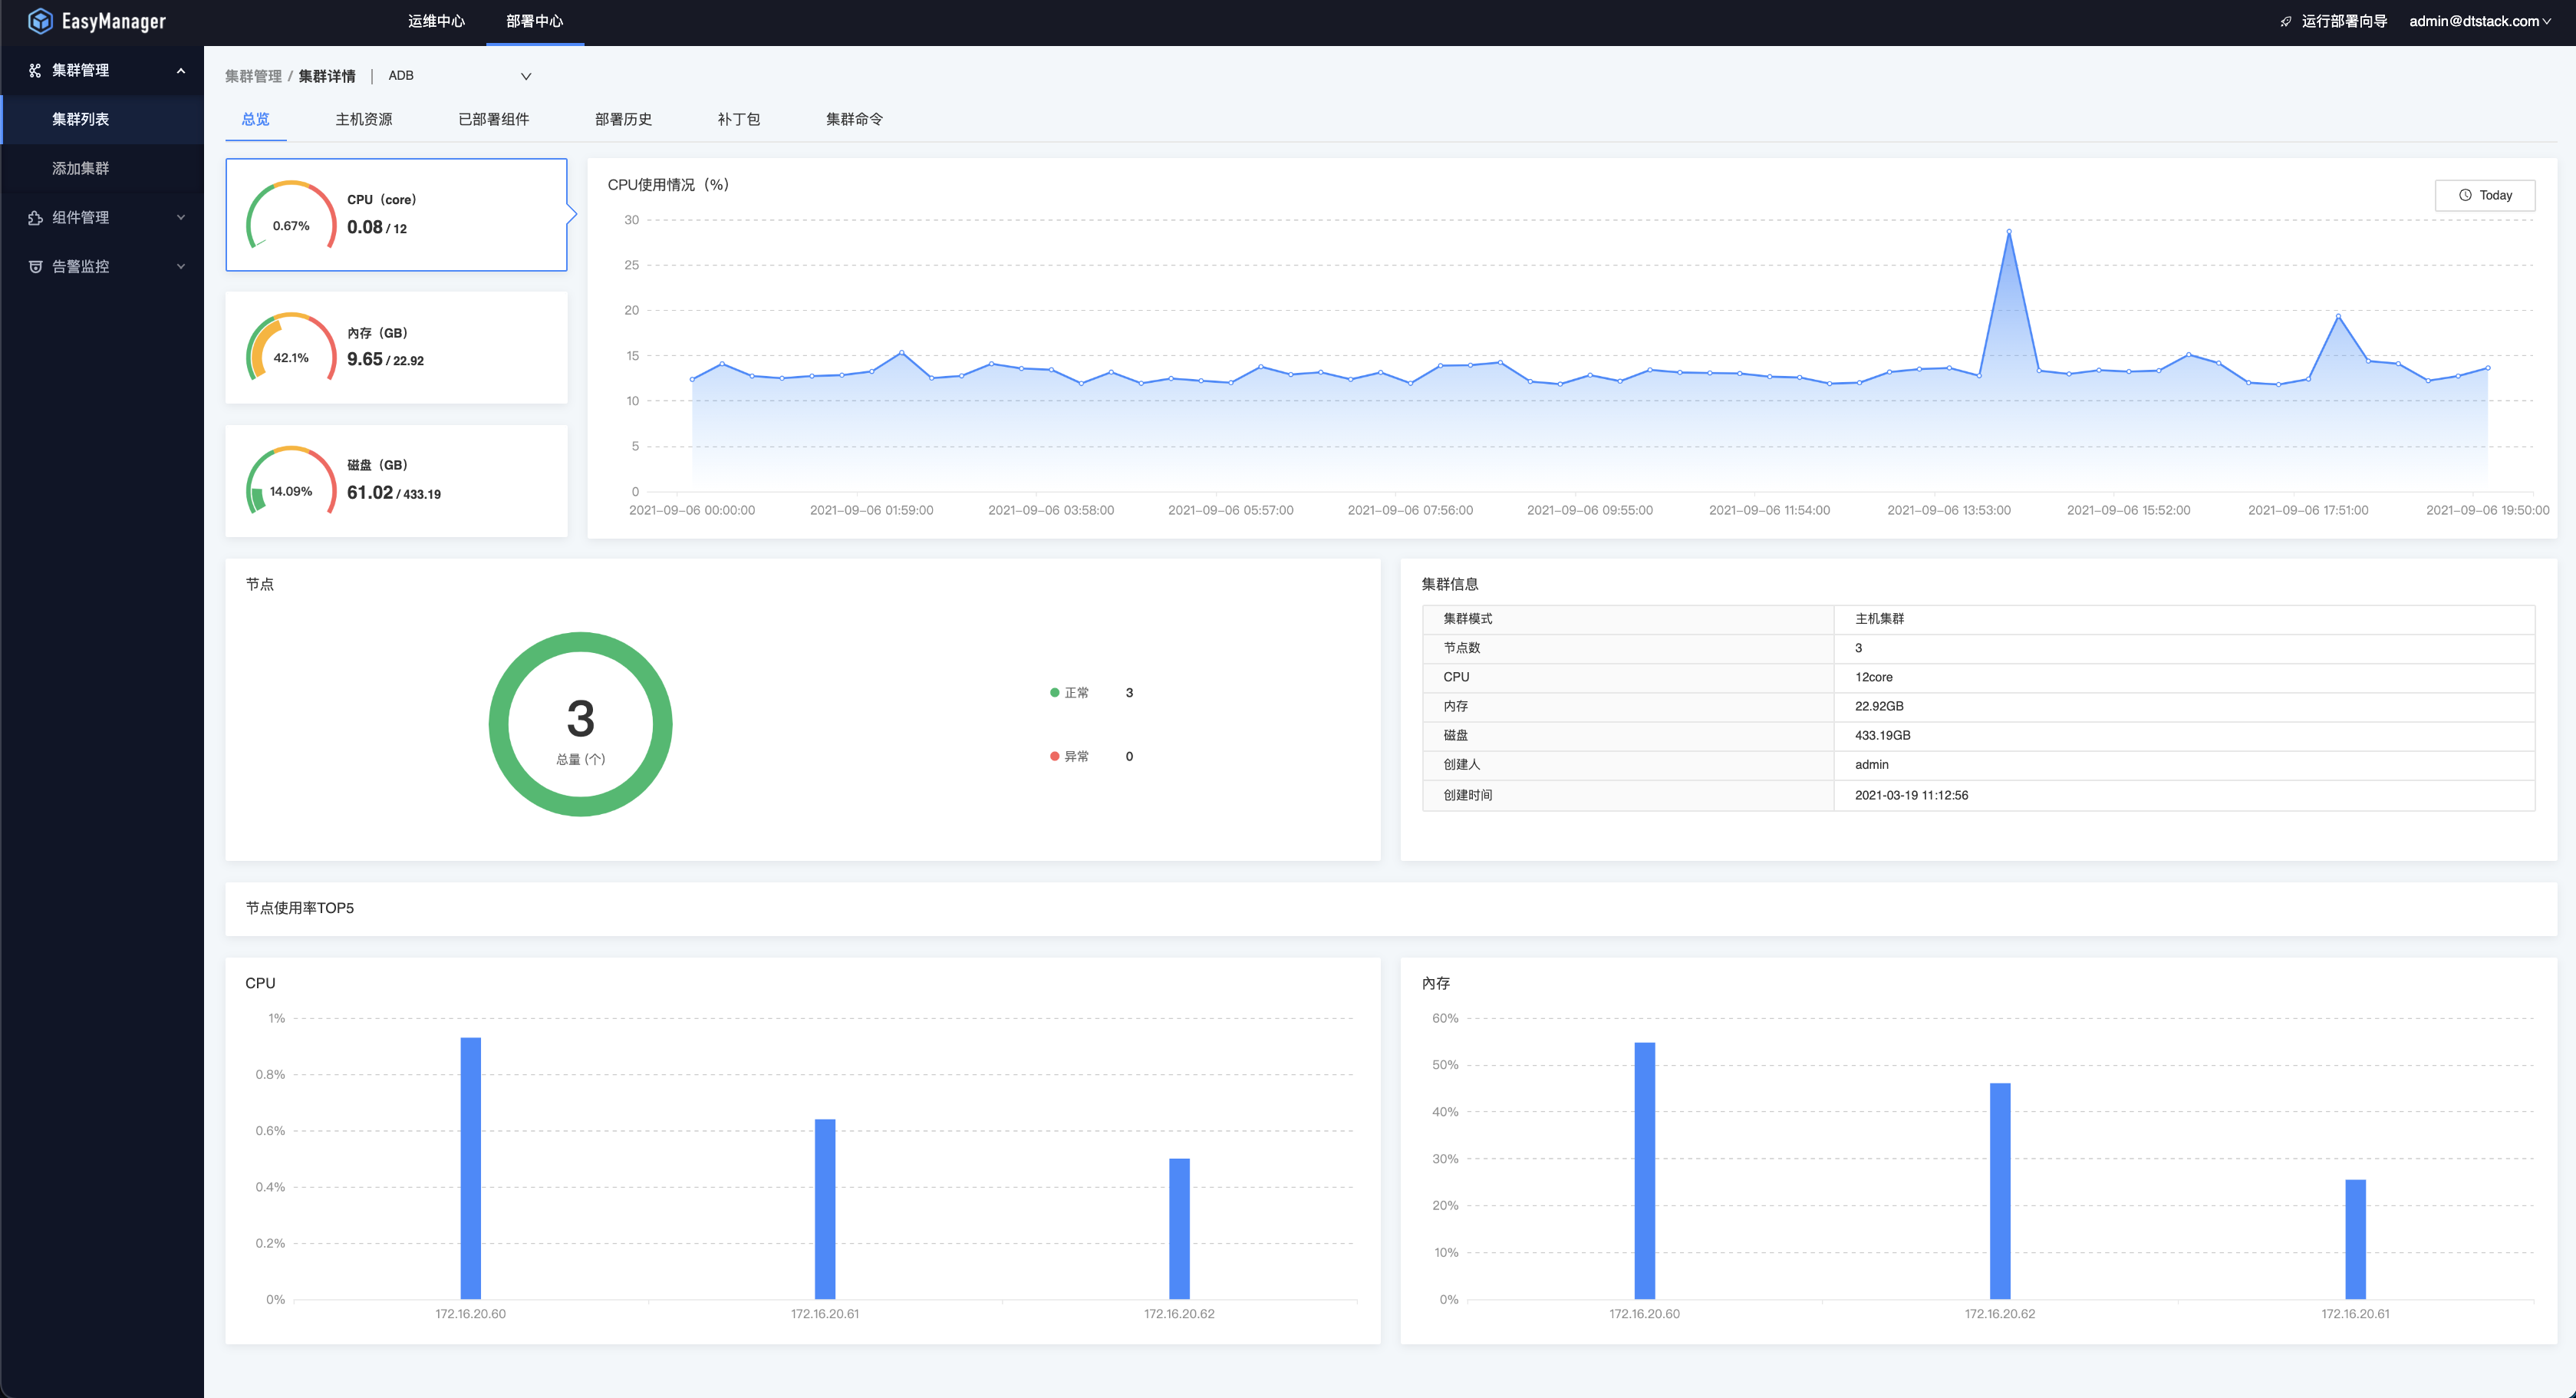 EasyManager
运维中心
部署中心
运行部署向导
admin@dtstack.com
集群管理
集群列表
添加集群
组件管理
告警监控
集群管理 / 集群详情 | ADB
总览
主机资源
已部署组件
部署历史
补丁包
集群命令
0.67%
CPU（core）
0.08 / 12
42.1%
内存（GB）
9.65 / 22.92
14.09%
磁盘（GB）
61.02 / 433.19
CPU使用情况（%）
Today
30
25
20
15
10
5
0
2021-09-06 00:00:00
2021-09-06 01:59:00
2021-09-06 03:58:00
2021-09-06 05:57:00
2021-09-06 07:56:00
2021-09-06 09:55:00
2021-09-06 11:54:00
2021-09-06 13:53:00
2021-09-06 15:52:00
2021-09-06 17:51:00
2021-09-06 19:50:00
节点
3
总量 (个)
正常 3
异常 0
集群信息
集群模式 主机集群
节点数 3
CPU 12core
内存 22.92GB
磁盘 433.19GB
创建人 admin
创建时间 2021-03-19 11:12:56
节点使用率TOP5
CPU
1%
0.8%
0.6%
0.4%
0.2%
0%
172.16.20.60
172.16.20.61
172.16.20.62
内存
60%
50%
40%
30%
20%
10%
0%
172.16.20.60
172.16.20.62
172.16.20.61